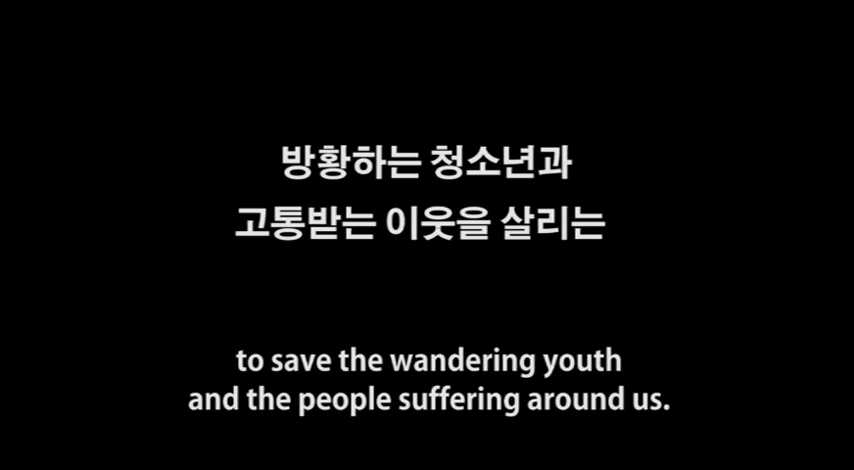 방황하는 청소년과
고통받는 이웃을 살리는
to save the wandering youth
and the people suffering around us.